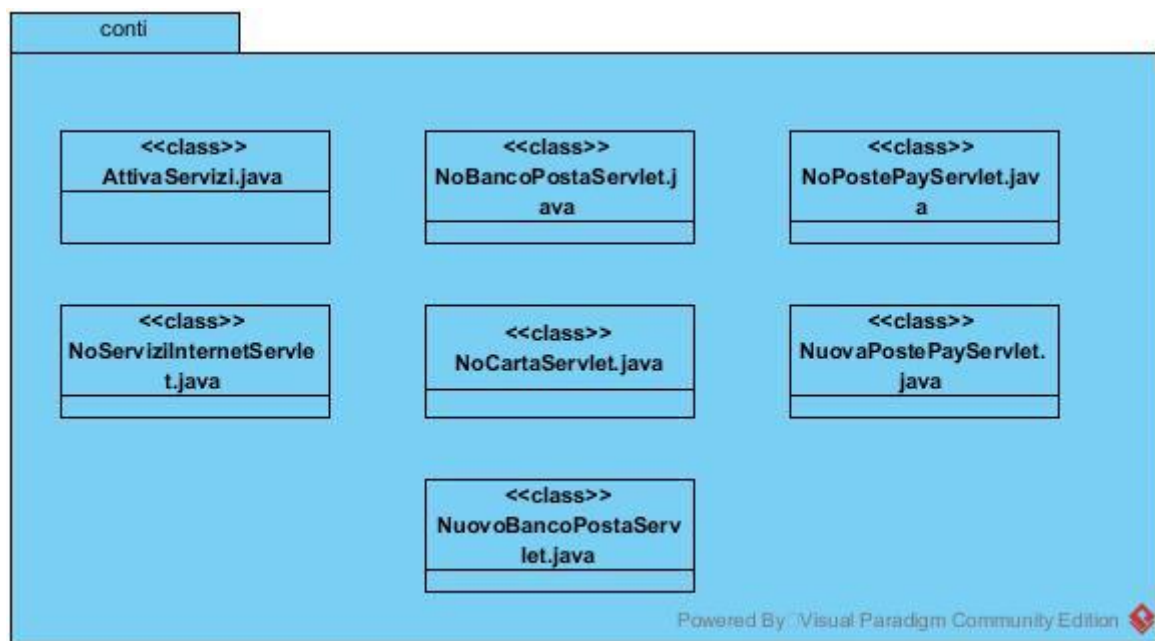 conti
<<class>>
AttivaServizi.java
<<class>>
NoBancoPostaServlet.j
ava
<<class>>
NoPostePayServlet.jav
a
<<class>>
NoServiziInternetServle
t.java
<<class>>
NoCartaServlet.java
<<class>>
NuovaPostePayServlet.
java
<<class>>
NuovoBancoPostaServ
let.java
Powered By Visual Paradigm Community Edition